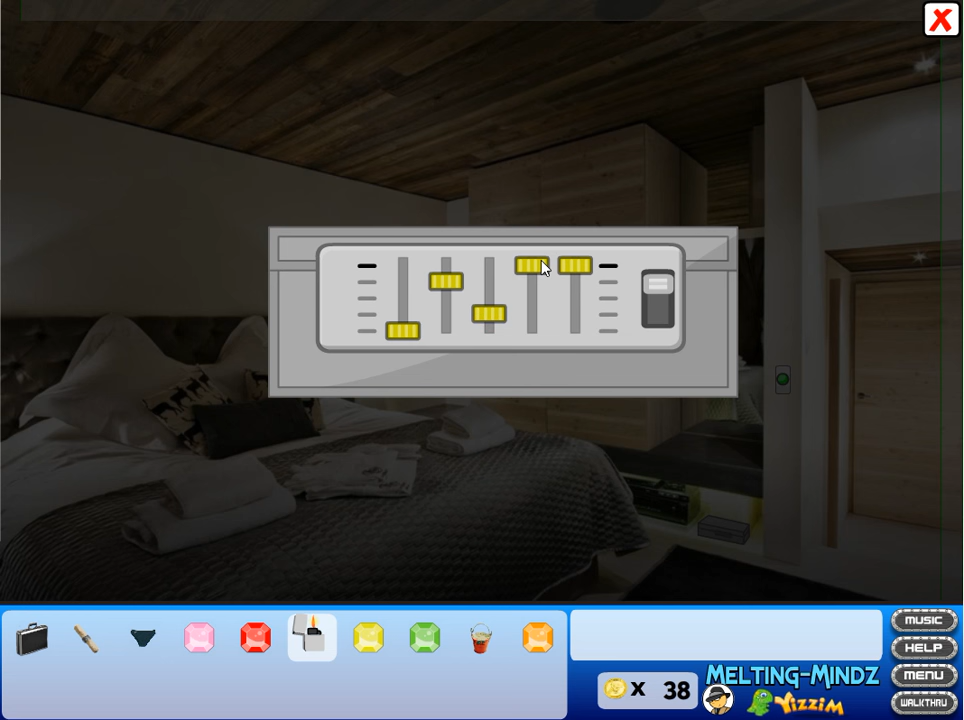 X
MUSIC
HELP
MENU
WALKTHRU
X 38
MELTING-MINDZ
YIZZIM